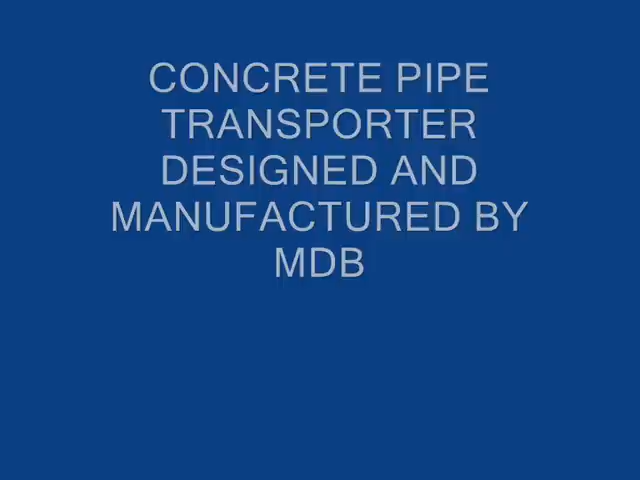 CONCRETE PIPE
TRANSPORTER
DESIGNED AND
MANUFACTURED BY
MDB